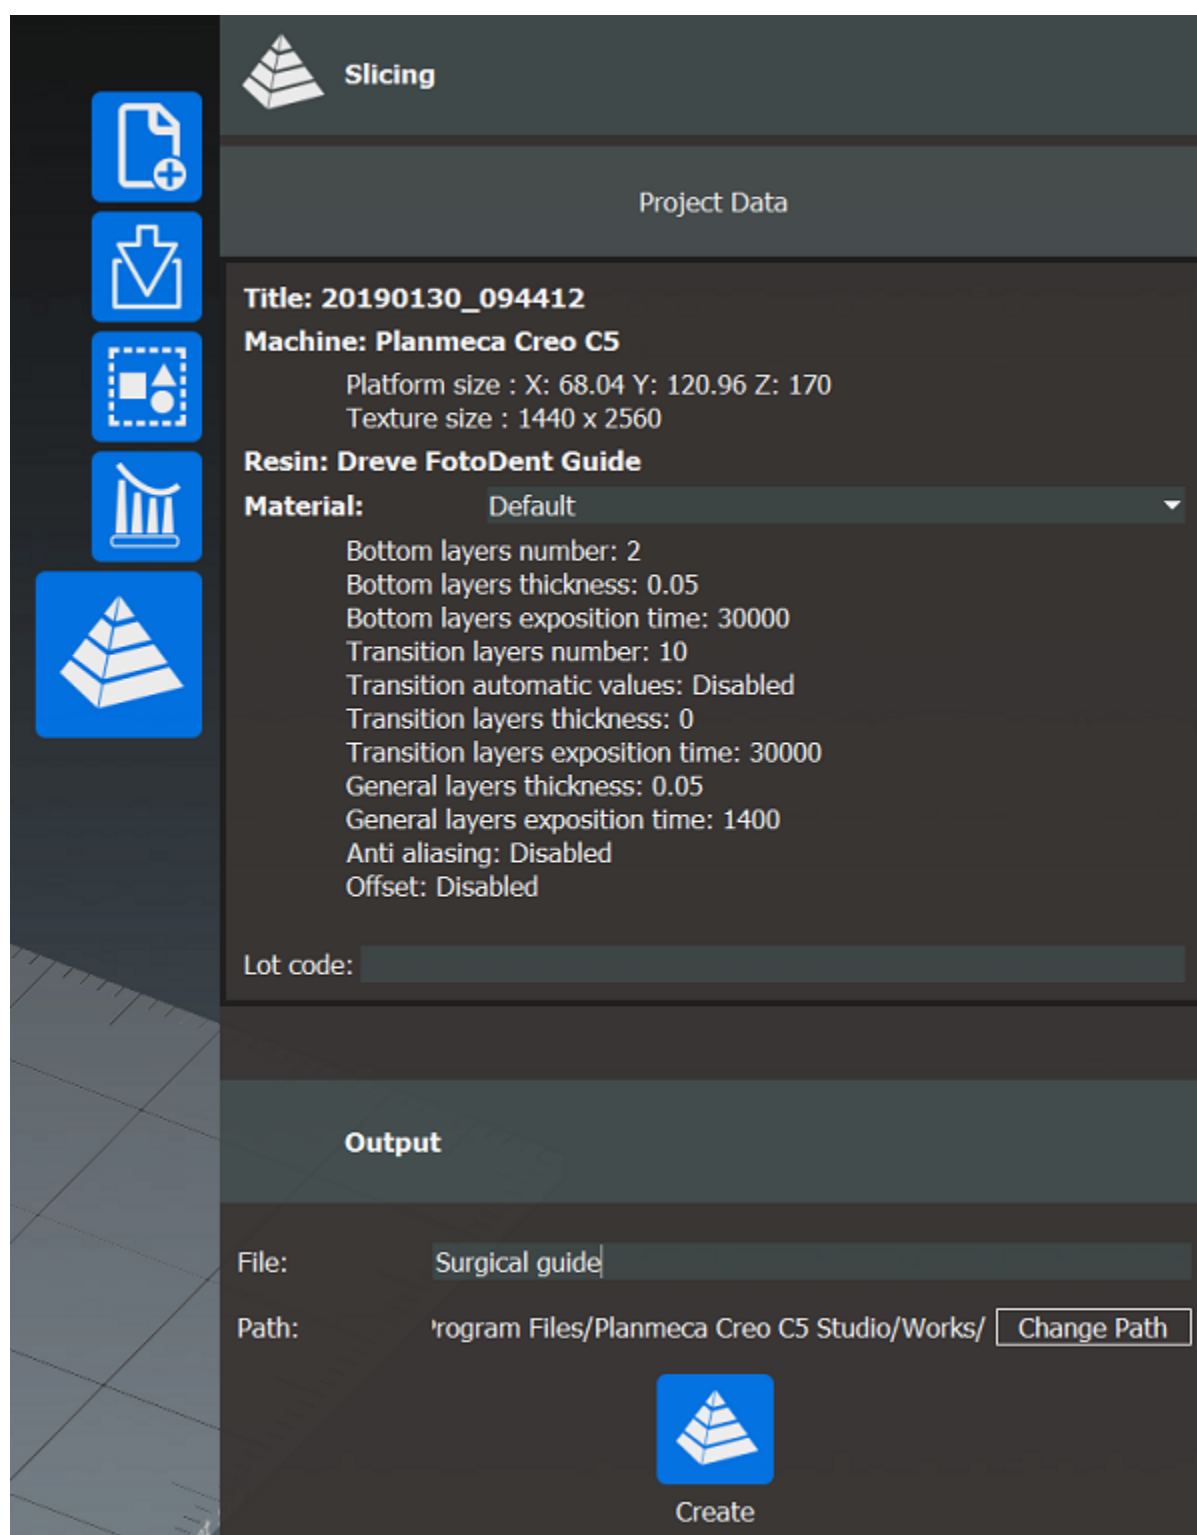 Slicing
Project Data
Title: 20190130_094412
Machine: Planmeca Creo C5
Platform size : X: 68.04 Y: 120.96 Z: 170
Texture size : 1440 x 2560
Resin: Dreve FotoDent Guide
Material: Default
Bottom layers number: 2
Bottom layers thickness: 0.05
Bottom layers exposition time: 30000
Transition layers number: 10
Transition automatic values: Disabled
Transition layers thickness: 0
Transition layers exposition time: 30000
General layers thickness: 0.05
General layers exposition time: 1400
Anti aliasing: Disabled
Offset: Disabled
Lot code:
Output
File: Surgical guide
Path: rogram Files/Planmeca Creo C5 Studio/Works/ Change Path
Create